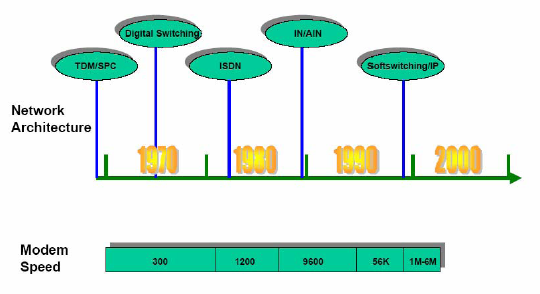 Digital Switching
IN/AIN
TDM/SPC
ISDN
Softswitching/IP
Network
Architecture
1970
1980
1990
2000
Modem
Speed
300
1200
9600
56K
1M-6M